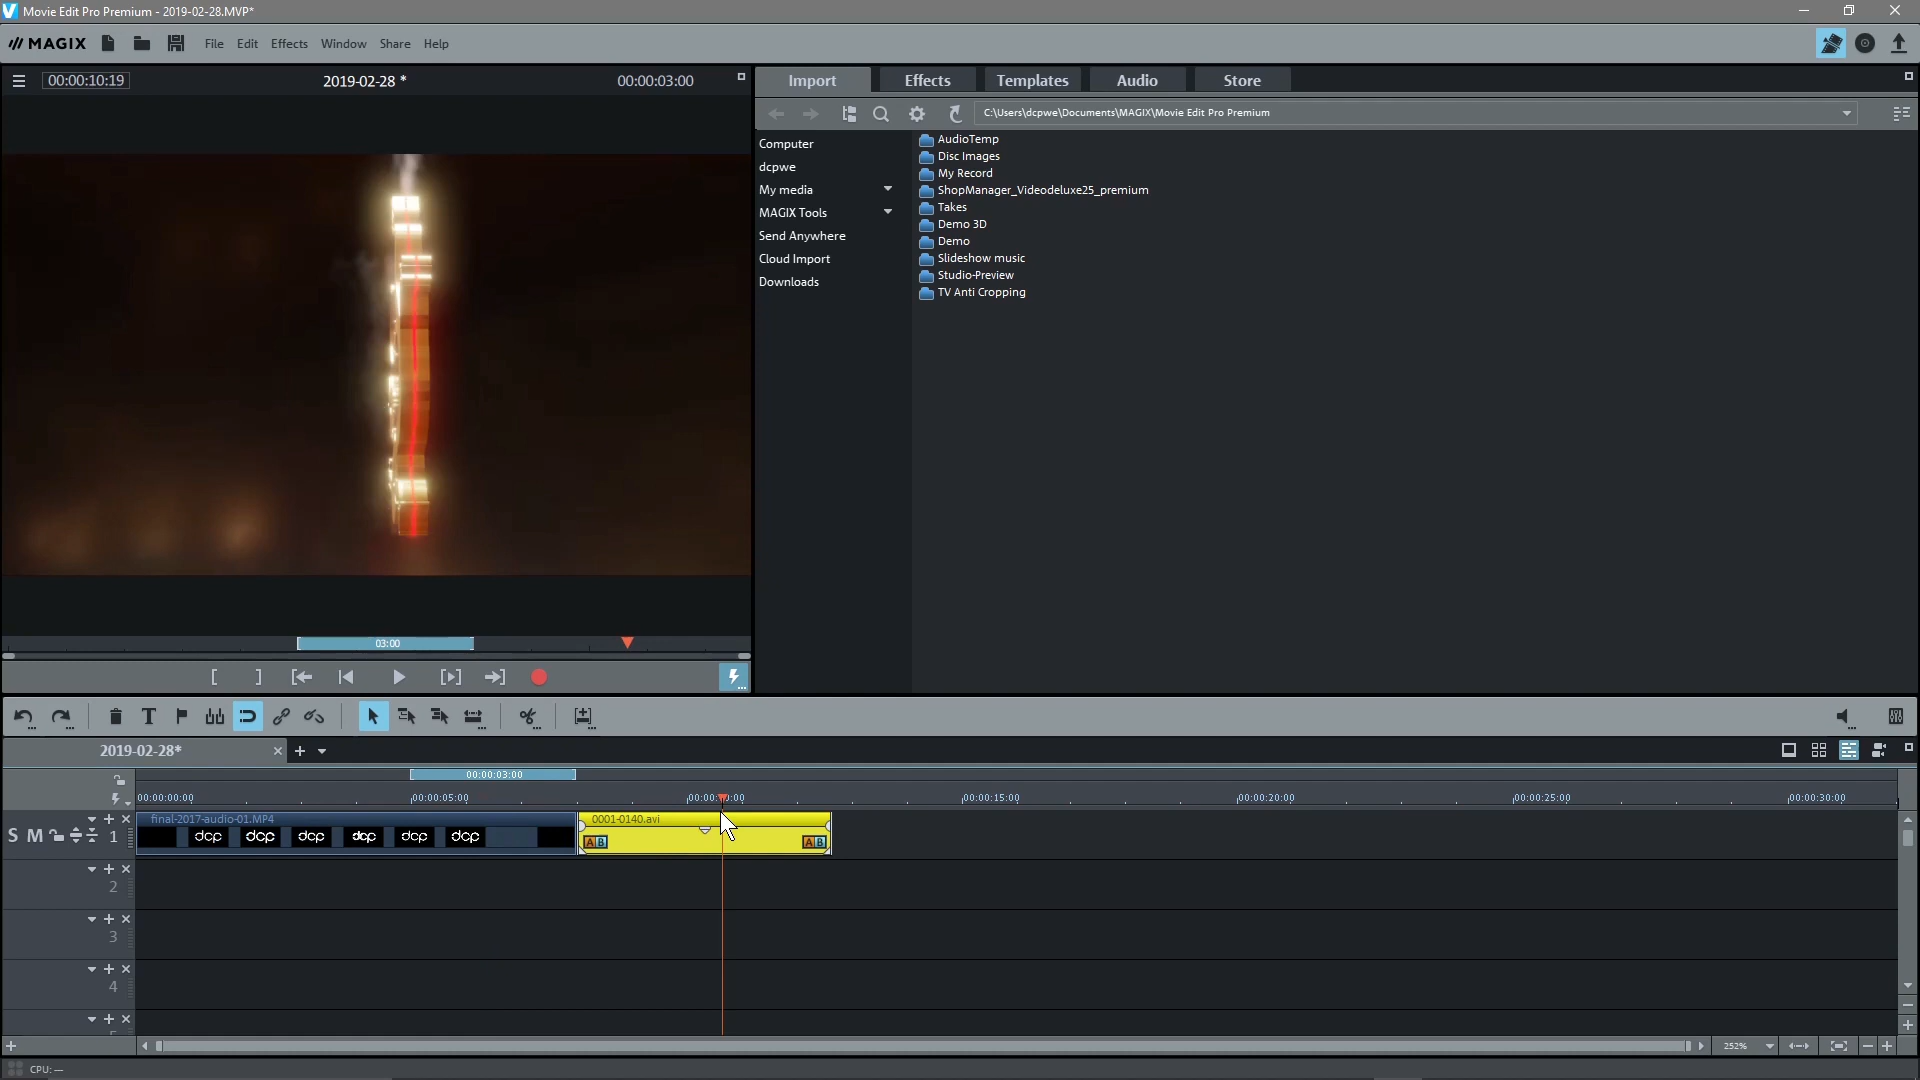 Movie Edit Pro Premium - 2019-02-28.MVP*
MAGIX File Edit Effects Window Share Help
00:00:10:19 2019-02-28 * 00:00:03:00
Import Effects Templates Audio Store
C:\Users\dcpwe\Documents\MAGIX\Movie Edit Pro Premium
Computer
dcpwe
My media
MAGIX Tools
Send Anywhere
Cloud Import
Downloads
AudioTemp
Disc Images
My Record
ShopManager_Videodeluxe25_premium
Takes
Demo 3D
Demo
Slideshow music
Studio-Preview
TV Anti Cropping
03:00
2019-02-28*
00:00:03:00
00:00:00:00 00:00:05:00 00:00:15:00 00:00:20:00 00:00:25:00 00:00:30:00
final-2017-audio-01.MP4 0001-0140.avi
S M 1 dcp dcp dcp dcp dcp dcp A B A B
2
3
4
252%
CPU: —